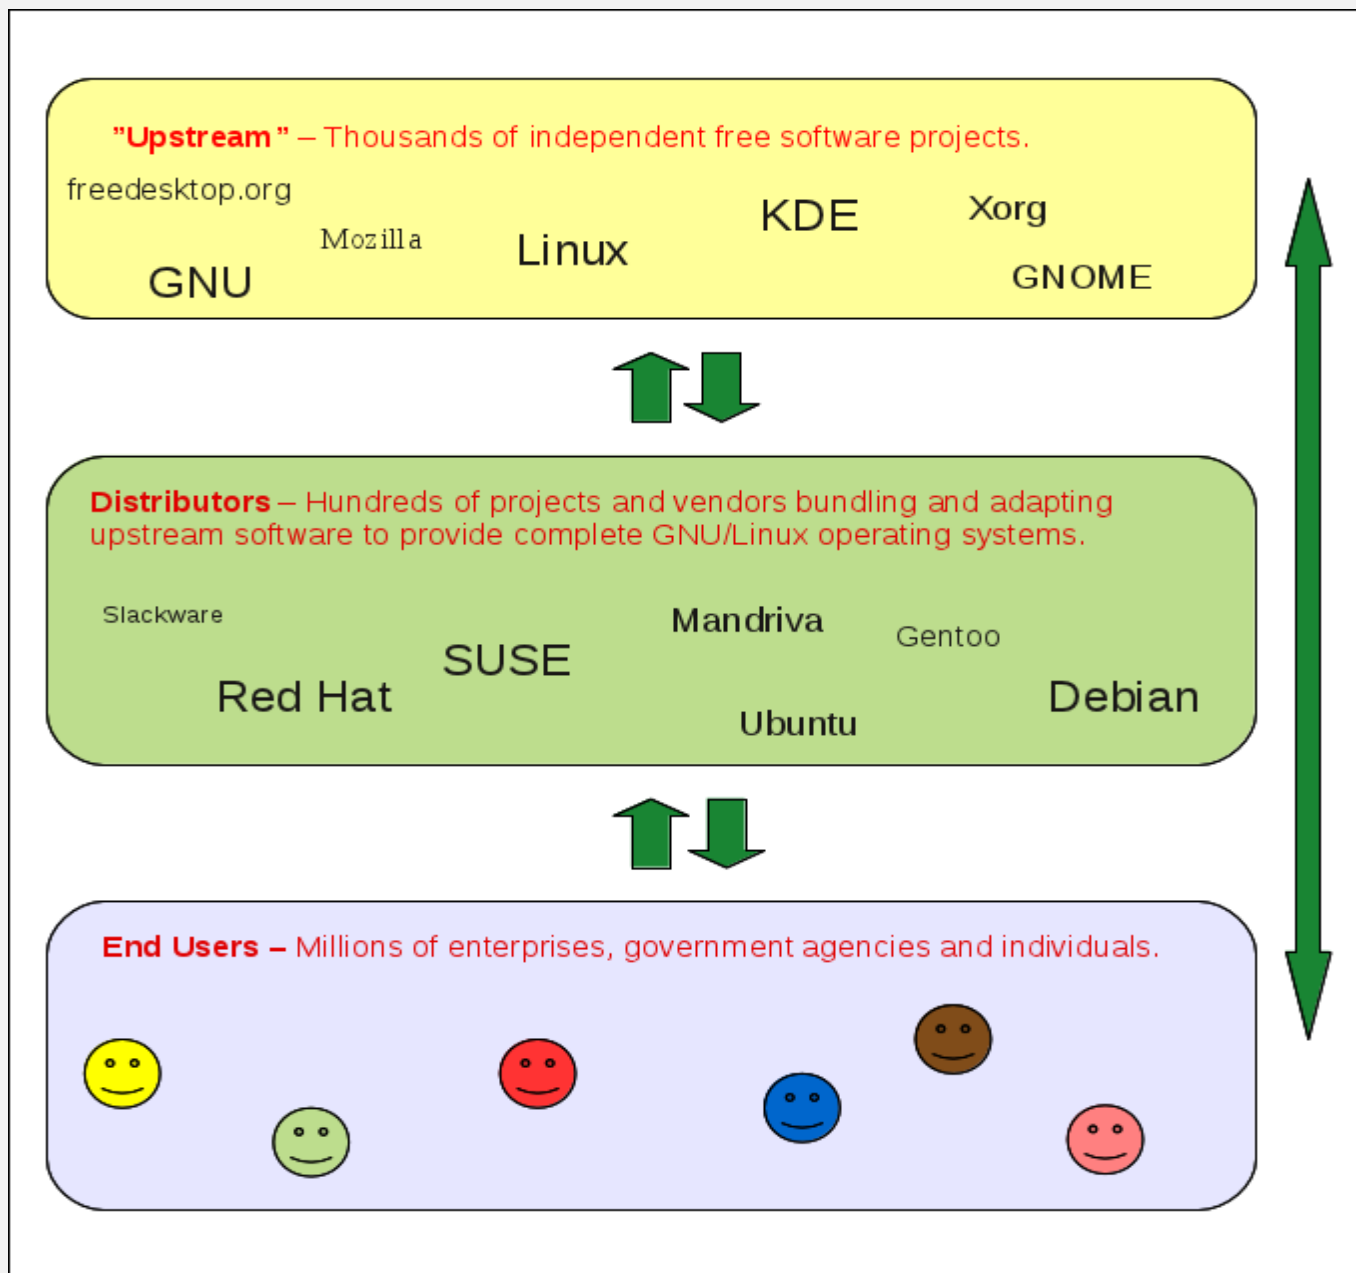 ”Upstream” – Thousands of independent free software projects.
freedesktop.org
Mozilla
GNU
Linux
KDE
Xorg
GNOME
Distributors – Hundreds of projects and vendors bundling and adapting
upstream software to provide complete GNU/Linux operating systems.
Slackware
Red Hat
SUSE
Mandriva
Ubuntu
Gentoo
Debian
End Users – Millions of enterprises, government agencies and individuals.